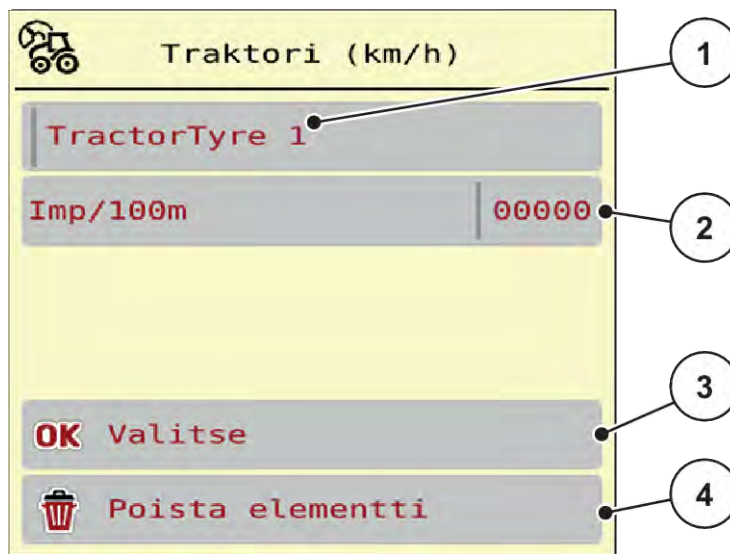 Traktori (km/h)
1
TractorTyre 1
Imp/100m 00000
2
OK Valitse
3
Poista elementti
4